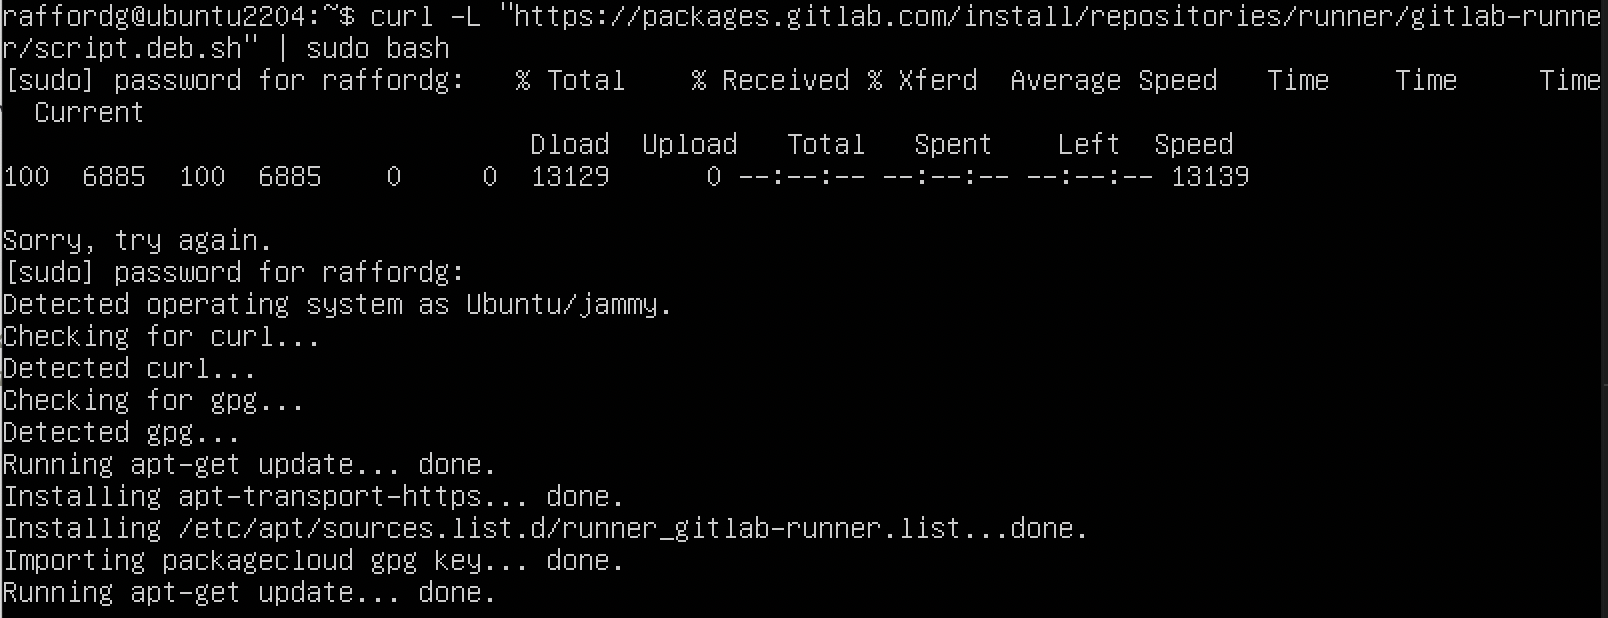 raffordg@ubuntu2204:~$ curl -L "https://packages.gitlab.com/install/repositories/runner/gitlab-runne
r/script.deb.sh" | sudo bash
[sudo] password for raffordg:   % Total    % Received % Xferd  Average Speed   Time    Time     Time
  Current
                                 Dload  Upload   Total   Spent    Left  Speed
100  6885  100  6885    0     0  13129      0 --:--:-- --:--:-- --:--:-- 13139
Sorry, try again.
[sudo] password for raffordg:
Detected operating system as Ubuntu/jammy.
Checking for curl...
Detected curl...
Checking for gpg...
Detected gpg...
Running apt-get update... done.
Installing apt-transport-https... done.
Installing /etc/apt/sources.list.d/runner_gitlab-runner.list...done.
Importing packagecloud gpg key... done.
Running apt-get update... done.